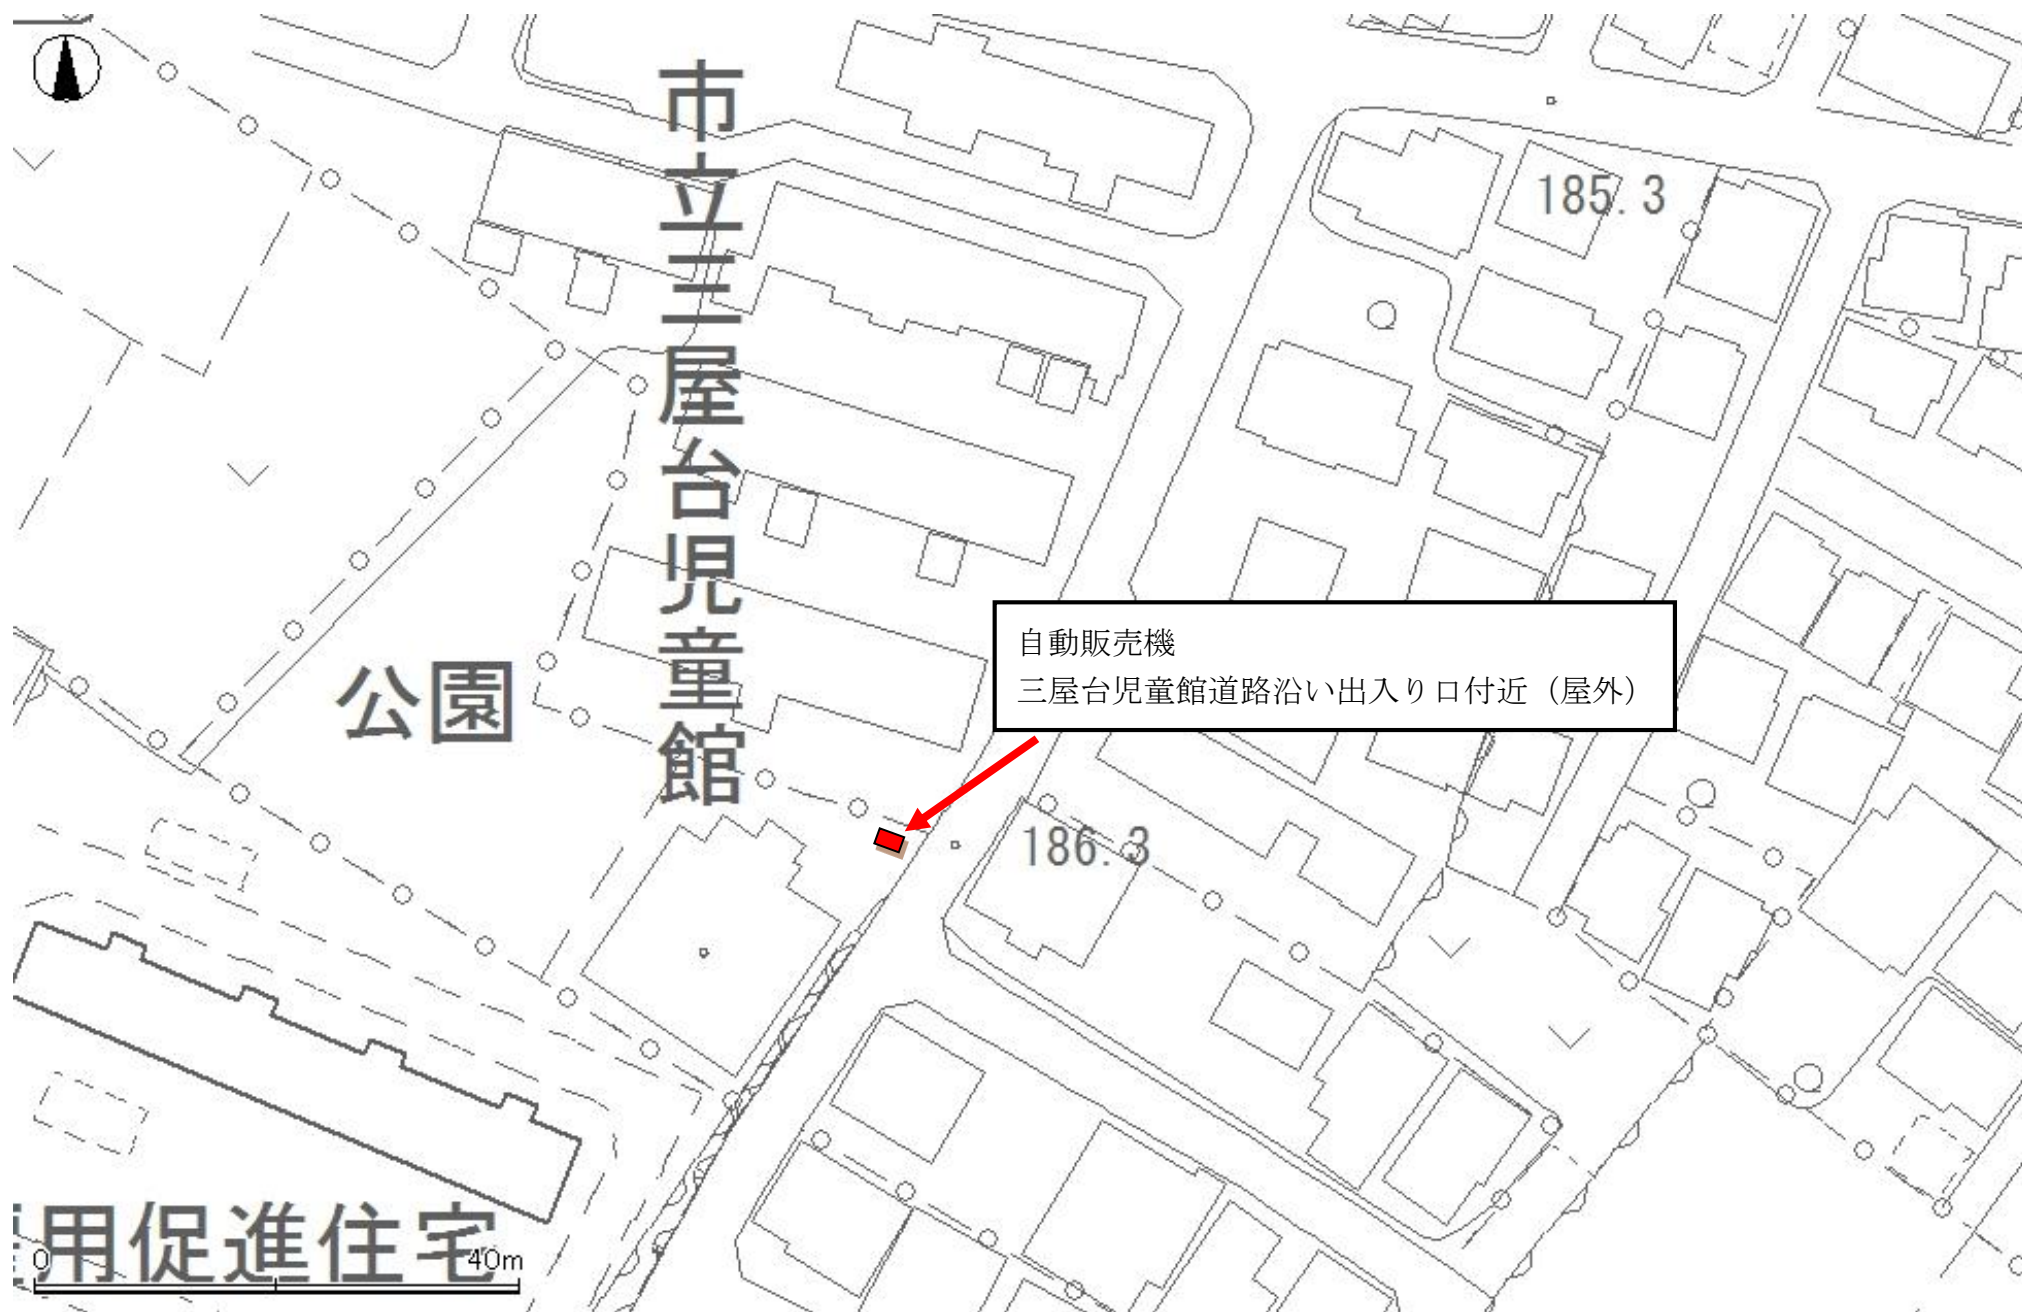 市立三屋台児童館
185.3
自動販売機
三屋台児童館道路沿い出入り口付近（屋外）
公園
186.3
用促進住宅
0
40m